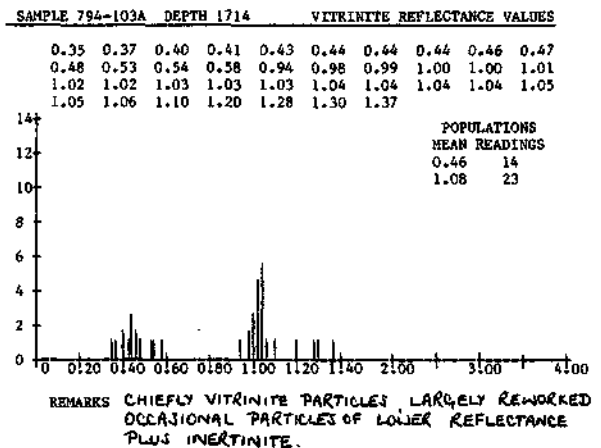 SAMPLE 794-103A DEPTH 1714 VITRINITE REFLECTANCE VALUES
0.35 0.37 0.40 0.41 0.43 0.44 0.44 0.44 0.46 0.47
0.48 0.53 0.54 0.58 0.94 0.98 0.99 1.00 1.00 1.01
1.02 1.02 1.03 1.03 1.03 1.04 1.04 1.04 1.04 1.05
1.05 1.06 1.10 1.20 1.28 1.30 1.37
POPULATIONS
MEAN READINGS
0.46 14
1.08 23
14
12
10
8
6
4
2
0
0 0:20 0:40 0:60 0:80 1:00 1:20 1:40 2:00 3:00 4:00
REMARKS CHIEFLY VITRINITE PARTICLES LARGELY REWORKED
OCCASIONAL PARTICLES OF LOWER REFLECTANCE
PLUS INERTINITE.